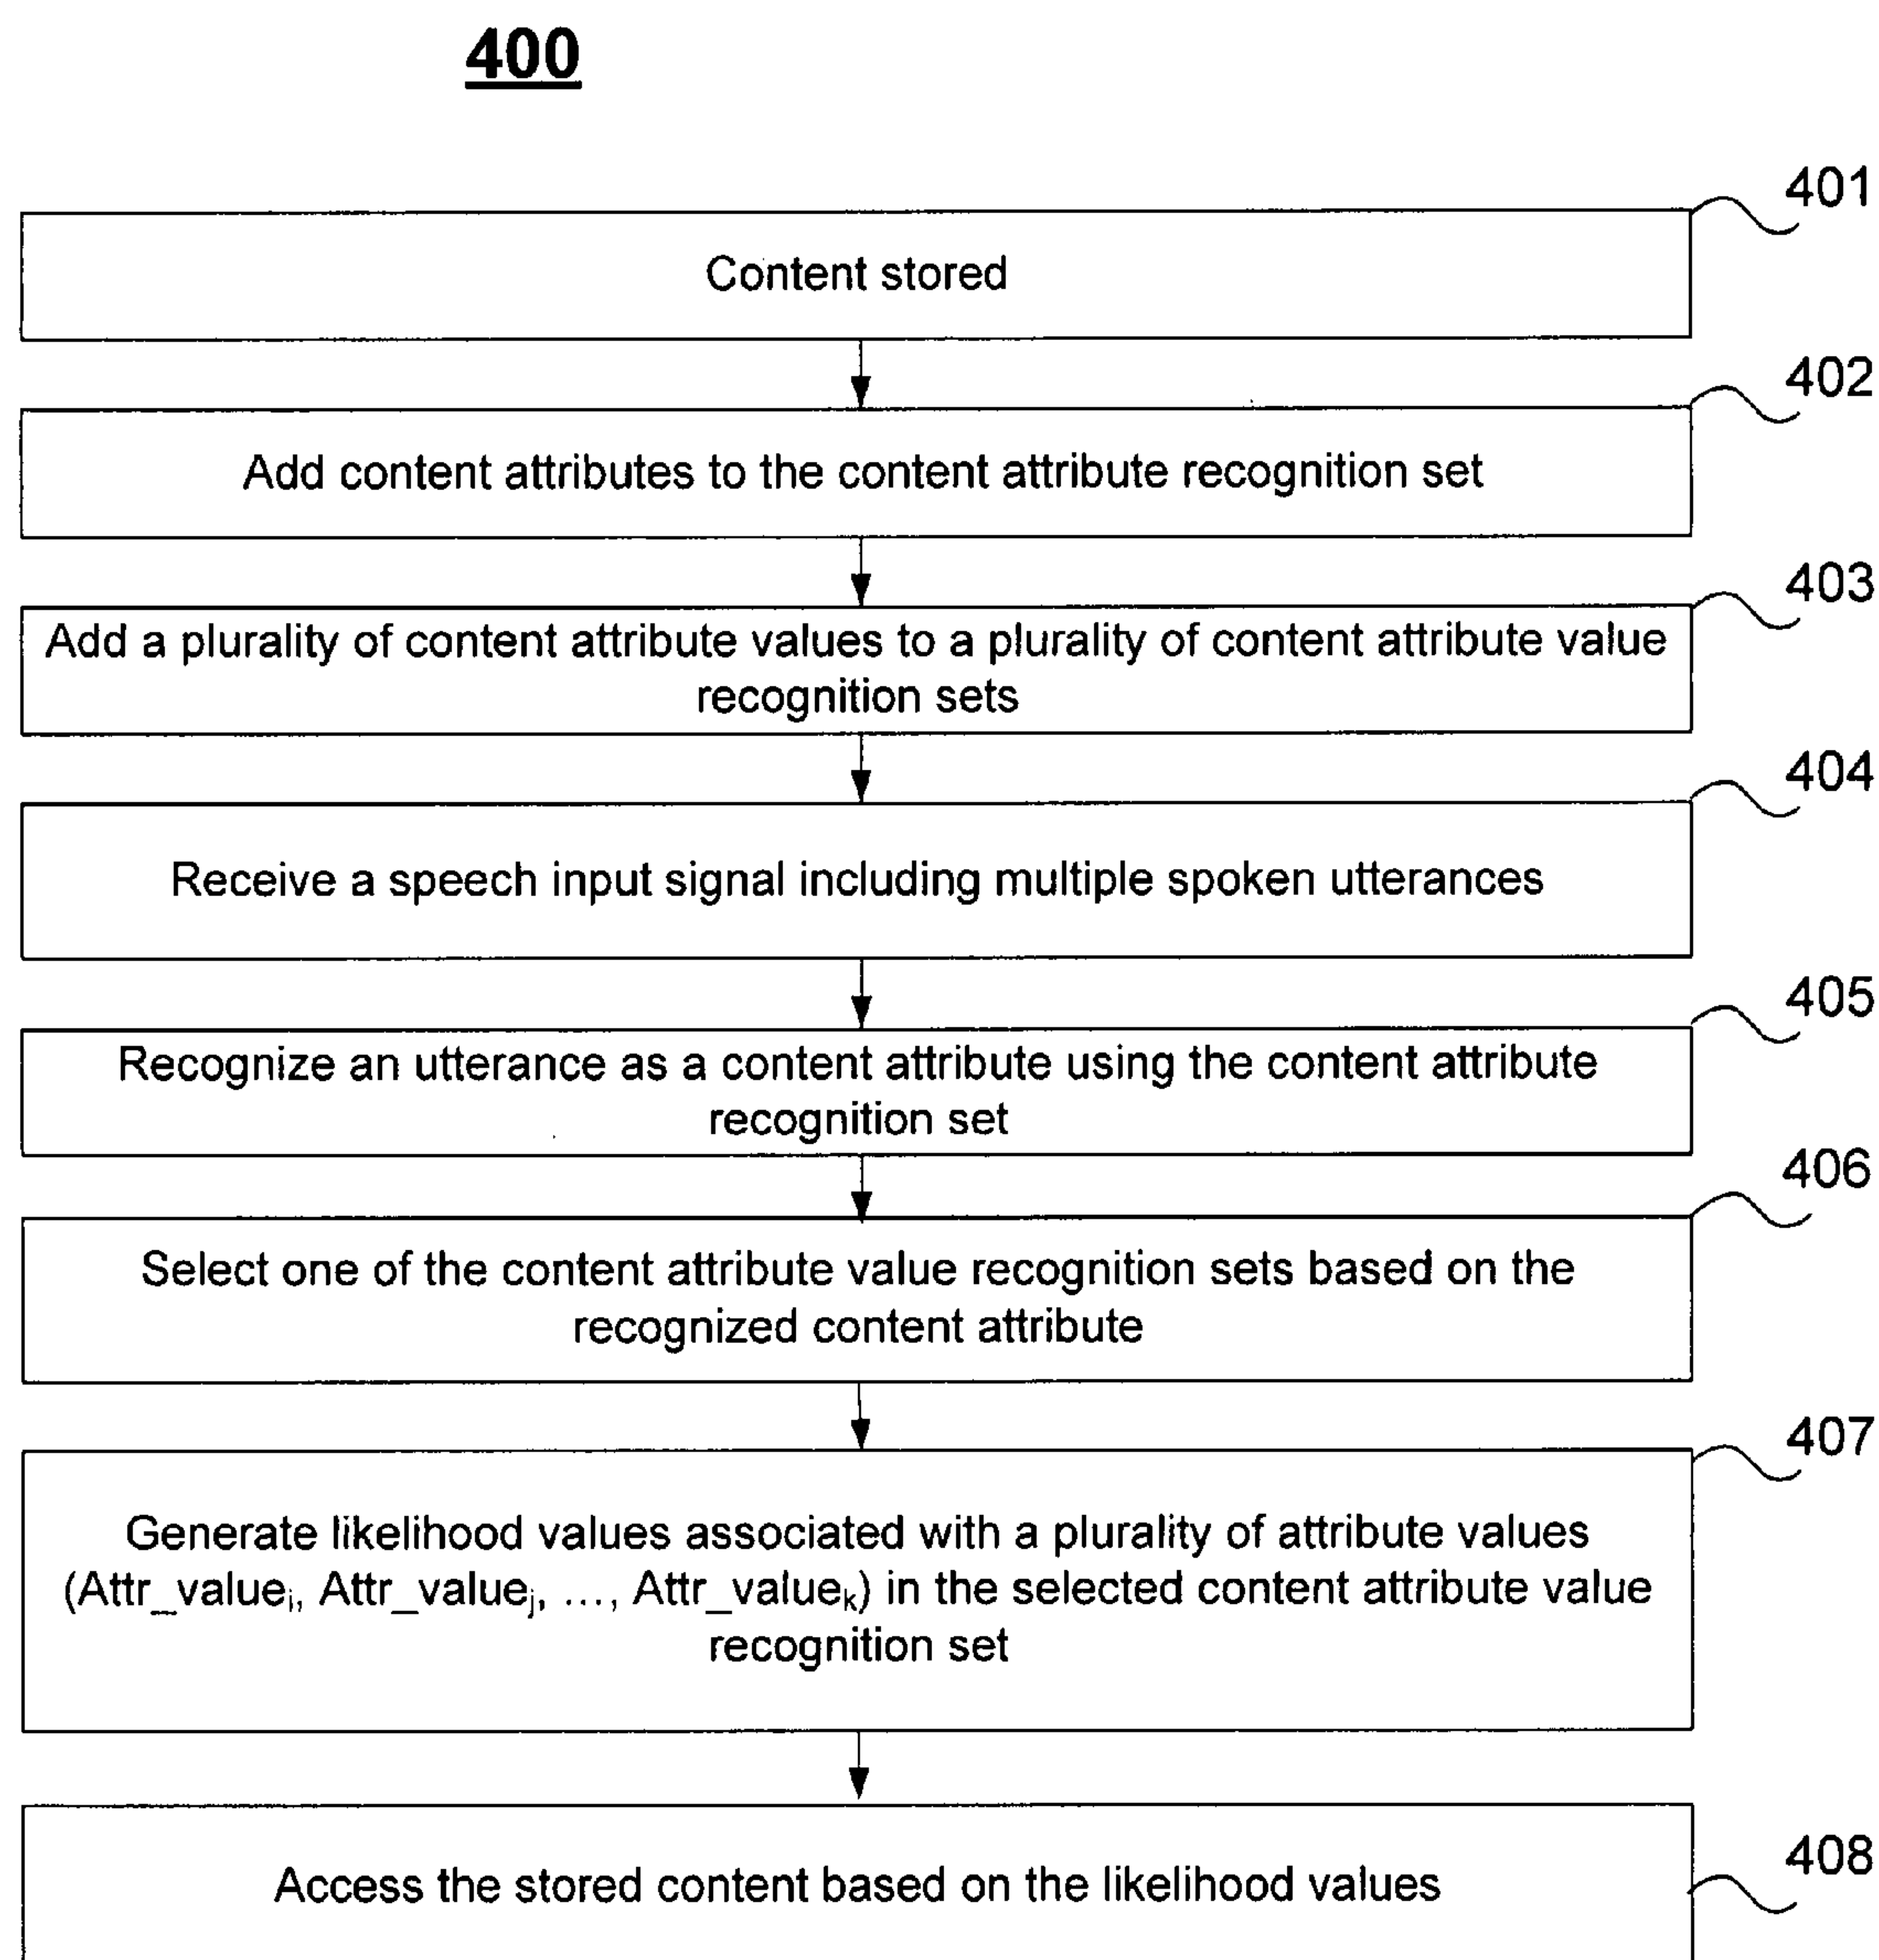 400
401
Content stored
402
Add content attributes to the content attribute recognition set
403
Add a plurality of content attribute values to a plurality of content attribute value
recognition sets
404
Receive a speech input signal including multiple spoken utterances
405
Recognize an utterance as a content attribute using the content attribute
recognition set
406
Select one of the content attribute value recognition sets based on the
recognized content attribute
407
Generate likelihood values associated with a plurality of attribute values
(Attr_valueᵢ, Attr_valueⱼ, ..., Attr_valueₖ) in the selected content attribute value
recognition set
408
Access the stored content based on the likelihood values